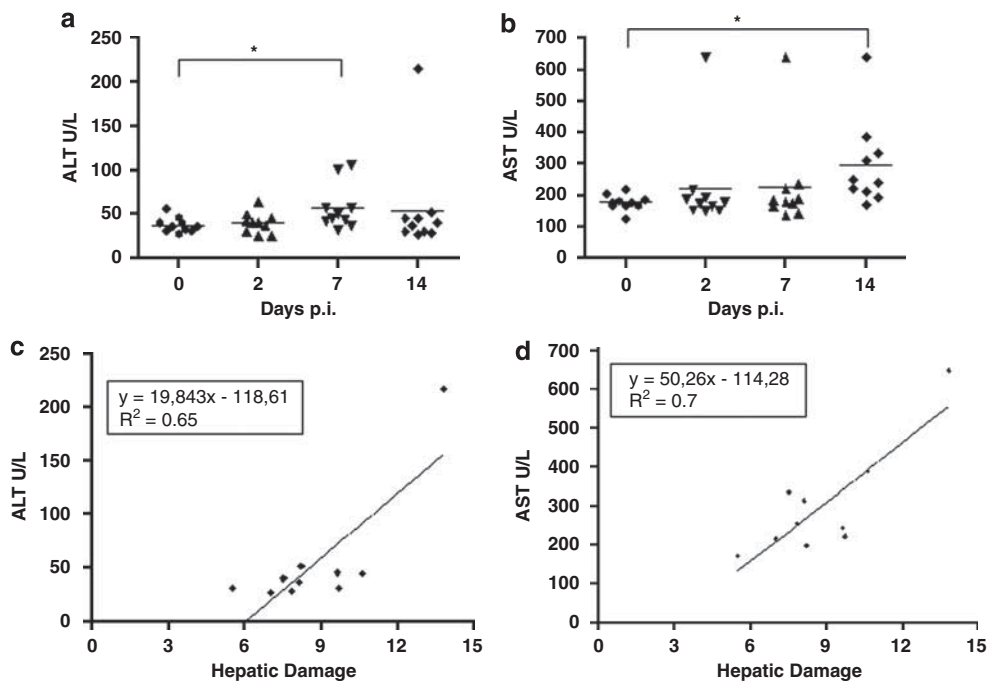 a
250
200
150
100
50
0
ALT U/L
*
0 2 7 14
Days p.i.
b
700
600
500
400
300
200
100
0
AST U/L
*
0 2 7 14
Days p.i.
c
250
200
150
100
50
0
ALT U/L
y = 19,843x - 118,61
R² = 0.65
0 3 6 9 12 15
Hepatic Damage
d
700
600
500
400
300
200
100
0
AST U/L
y = 50,26x - 114,28
R² = 0.7
0 3 6 9 12 15
Hepatic Damage